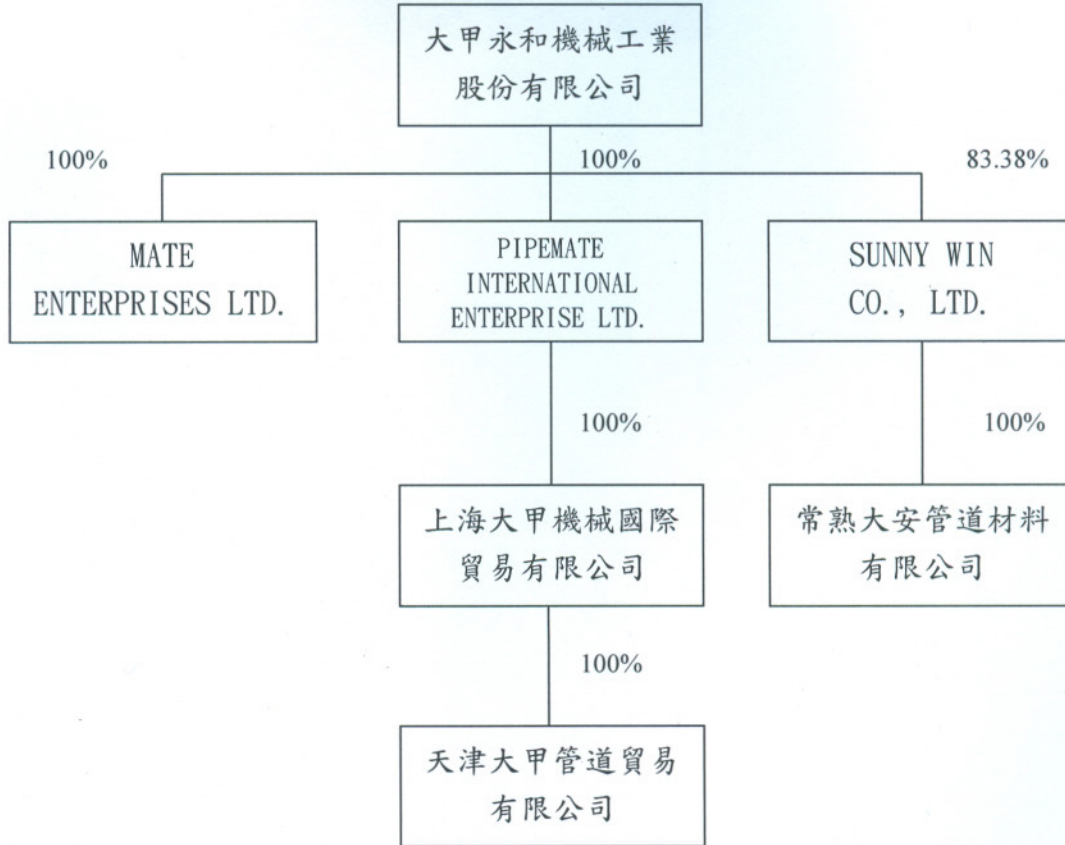 大甲永和機械工業
股份有限公司
100%
100%
83.38%
MATE
ENTERPRISES LTD.
PIPEMATE
INTERNATIONAL
ENTERPRISE LTD.
SUNNY WIN
CO., LTD.
100%
100%
上海大甲機械國際
貿易有限公司
常熟大安管道材料
有限公司
100%
天津大甲管道貿易
有限公司